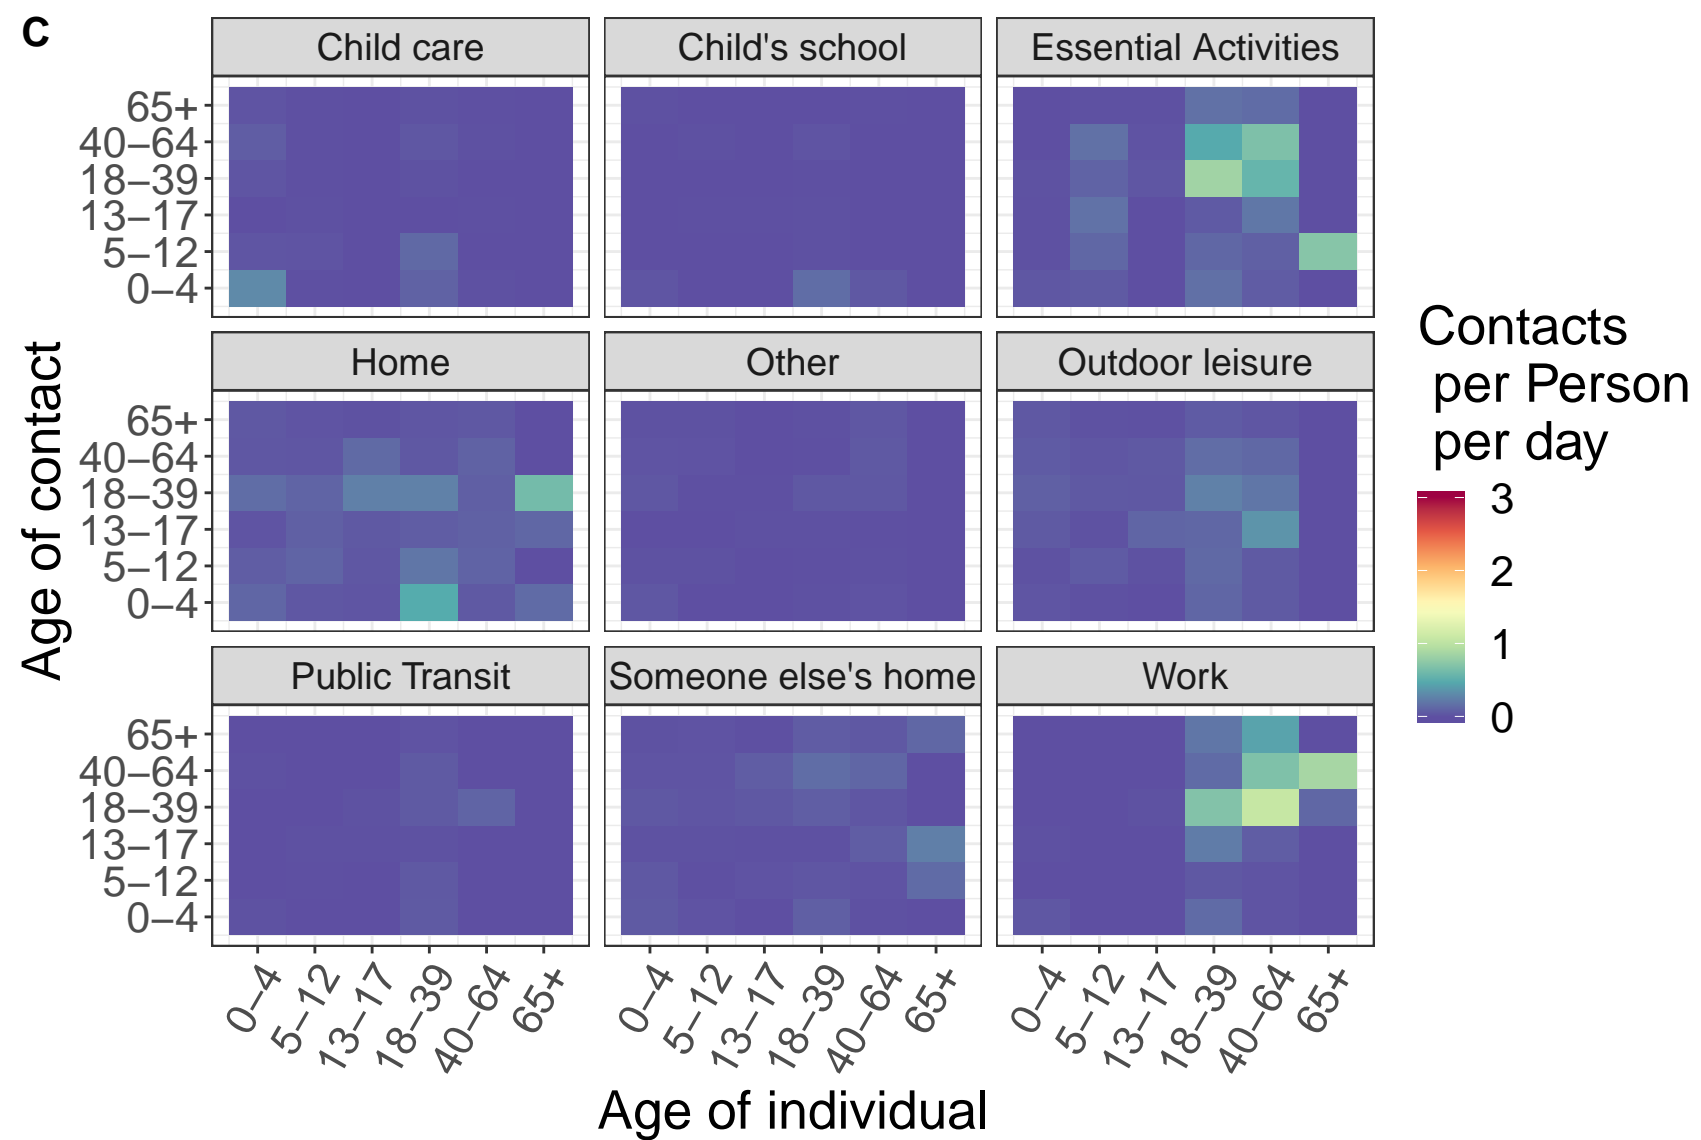 C
Child care
Child's school
Essential Activities
65+
40−64
18−39
13−17
5−12
0−4
Home
Other
Outdoor leisure
65+
40−64
18−39
13−17
5−12
0−4
Public Transit
Someone else's home
Work
65+
40−64
18−39
13−17
5−12
0−4
0−4
5−12
13−17
18−39
40−64
65+
0−4
5−12
13−17
18−39
40−64
65+
0−4
5−12
13−17
18−39
40−64
65+
Age of individual
Age of contact
Contacts
per Person
per day
3
2
1
0